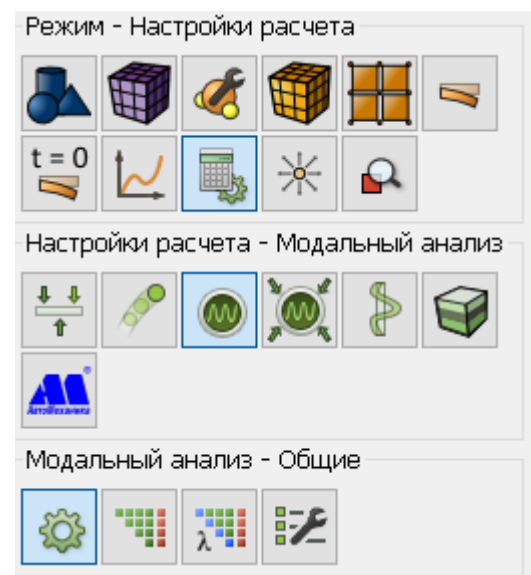 Режим - Настройки расчета
t = 0
Настройки расчета - Модальный анализ
АвтоМеханика
Модальный анализ - Общие
λ